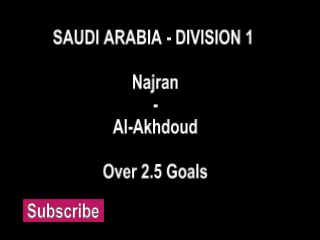 SAUDI ARABIA - DIVISION 1
Najran
-
Al-Akhdoud
Over 2.5 Goals
Subscribe